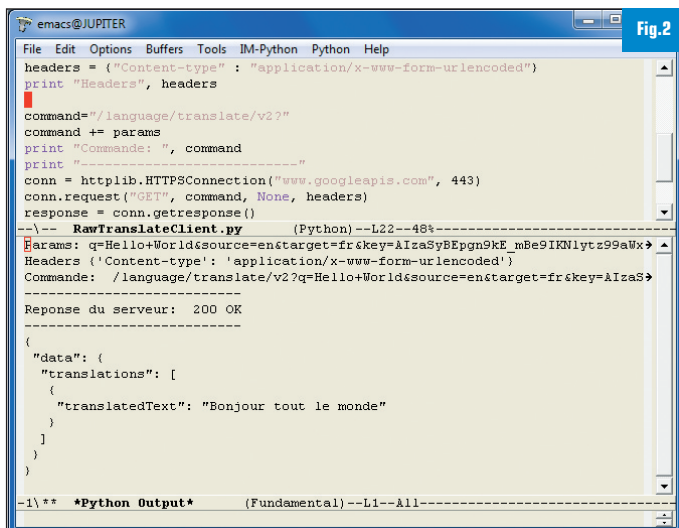 emacs@JUPITER
Fig.2
File Edit Options Buffers Tools IM-Python Python Help
headers = {"Content-type" : "application/x-www-form-urlencoded"}
print "Headers", headers
command="/language/translate/v2?"
command += params
print "Commande: ", command
print "---------------------------"
conn = httplib.HTTPSConnection("www.googleapis.com", 443)
conn.request("GET", command, None, headers)
response = conn.getresponse()
--\-- RawTranslateClient.py (Python)--L22--48%------------------------------
Params: q=Hello+World&source=en&target=fr&key=AIzaSyBEpgn9kE_mBe9IKNlytz99aWx
Headers {'Content-type': 'application/x-www-form-urlencoded'}
Commande: /language/translate/v2?q=Hello+World&source=en&target=fr&key=AIzaS
---------------------------
Reponse du serveur: 200 OK
---------------------------
{
"data": {
"translations": [
{
"translatedText": "Bonjour tout le monde"
}
]
}
}
-1\** *Python Output* (Fundamental)--L1--All--------------------------------